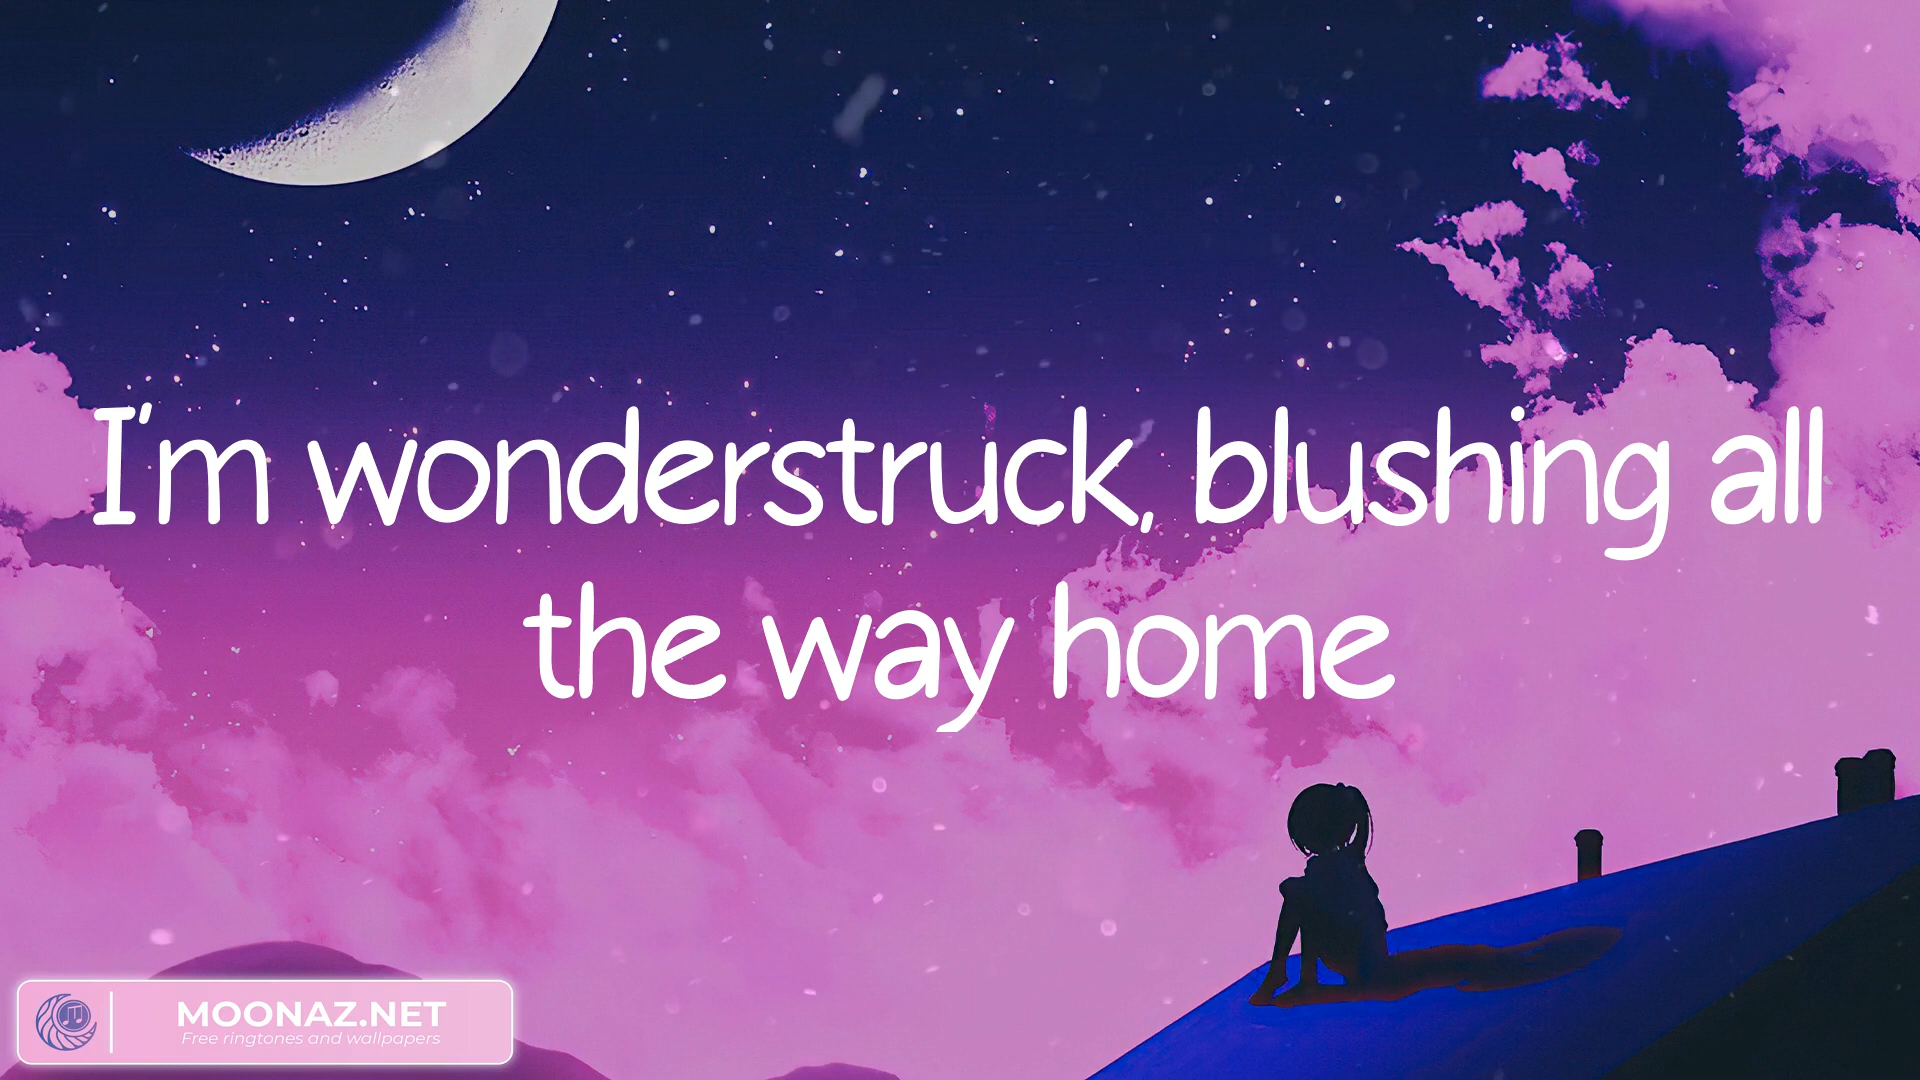 I'm wonderstruck, blushing all
the way home
MOONAZ.NET
Free ringtones and wallpapers